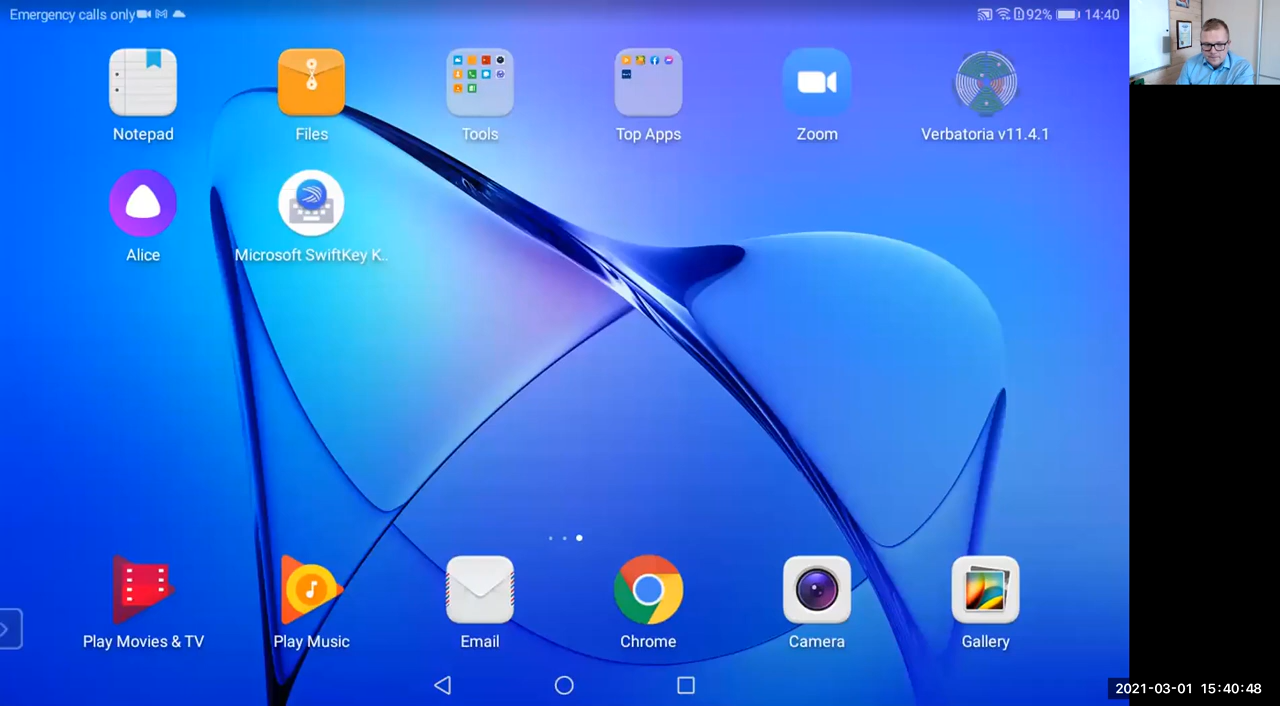 Emergency calls only
92% 14:40
Notepad
Files
Tools
Top Apps
Zoom
Verbatoria v11.4.1
Alice
Microsoft SwiftKey K..
Play Movies & TV
Play Music
Email
Chrome
Camera
Gallery
2021-03-01 15:40:48